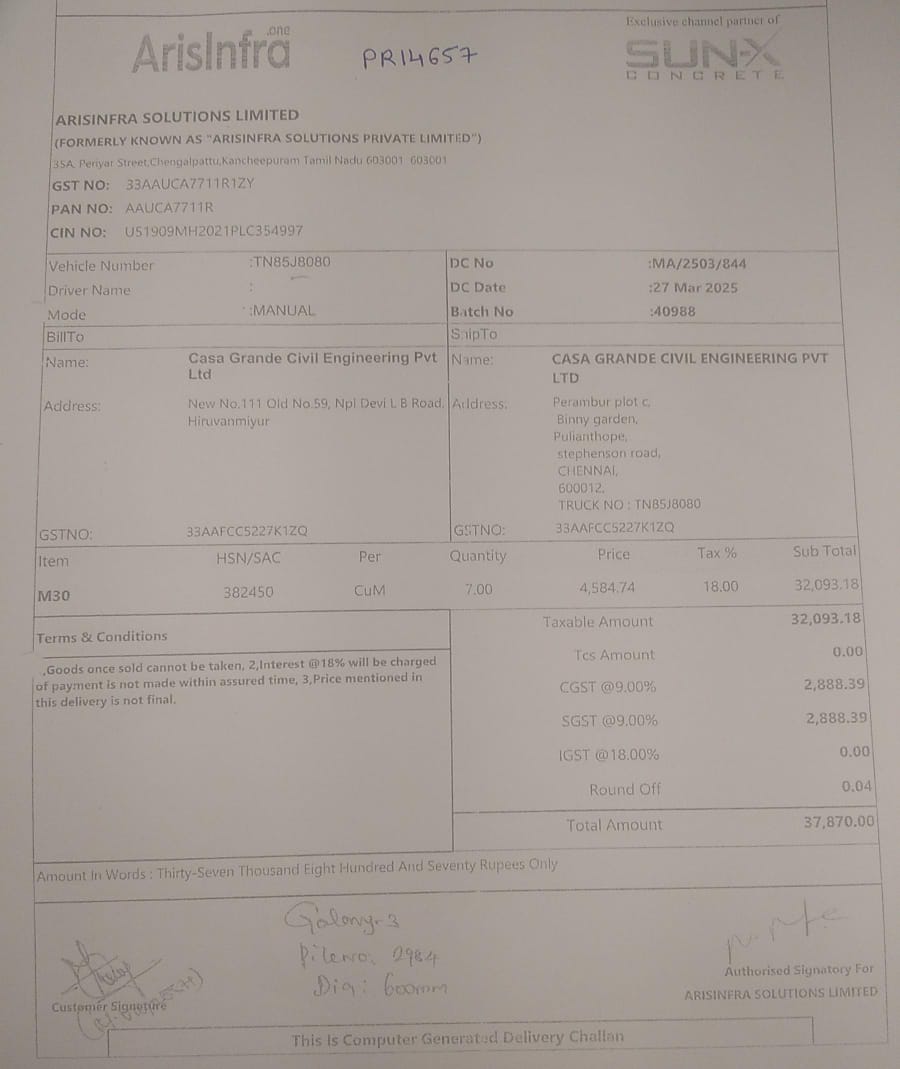 ArisInfra.one
PR14657
Exclusive channel partner of
SUN-X
CONCRETE
ARISINFRA SOLUTIONS LIMITED
(FORMERLY KNOWN AS "ARISINFRA SOLUTIONS PRIVATE LIMITED")
35A, Periyar Street,Chengalpattu,Kancheepuram Tamil Nadu 603001 603001
GST NO: 33AAUCA7711R1ZY
PAN NO: AAUCA7711R
CIN NO: U51909MH2021PLC354997
Vehicle Number :TN85J8080 DC No :MA/2503/844
Driver Name : DC Date :27 Mar 2025
Mode :MANUAL Batch No :40988
BillTo ShipTo
Name: Casa Grande Civil Engineering Pvt Name: CASA GRANDE CIVIL ENGINEERING PVT
Ltd LTD
Address: New No.111 Old No.59, Npl Devi L B Road, Address: Perambur plot c,
Hiruvanmiyur Binny garden,
Pulianthope,
stephenson road,
CHENNAI,
600012,
TRUCK NO : TN85J8080
GSTNO: 33AAFCC5227K1ZQ GSTNO: 33AAFCC5227K1ZQ
Item HSN/SAC Per Quantity Price Tax % Sub Total
M30 382450 CuM 7.00 4,584.74 18.00 32,093.18
Taxable Amount 32,093.18
Tcs Amount 0.00
CGST @9.00% 2,888.39
SGST @9.00% 2,888.39
IGST @18.00% 0.00
Round Off 0.04
Total Amount 37,870.00
Terms & Conditions
,Goods once sold cannot be taken, 2,Interest @18% will be charged
of payment is not made within assured time, 3,Price mentioned in
this delivery is not final.
Amount In Words : Thirty-Seven Thousand Eight Hundred And Seventy Rupees Only
Pileno: 2984
Dia: 600mm
Customer Signature
Authorised Signatory For
ARISINFRA SOLUTIONS LIMITED
This Is Computer Generated Delivery Challan